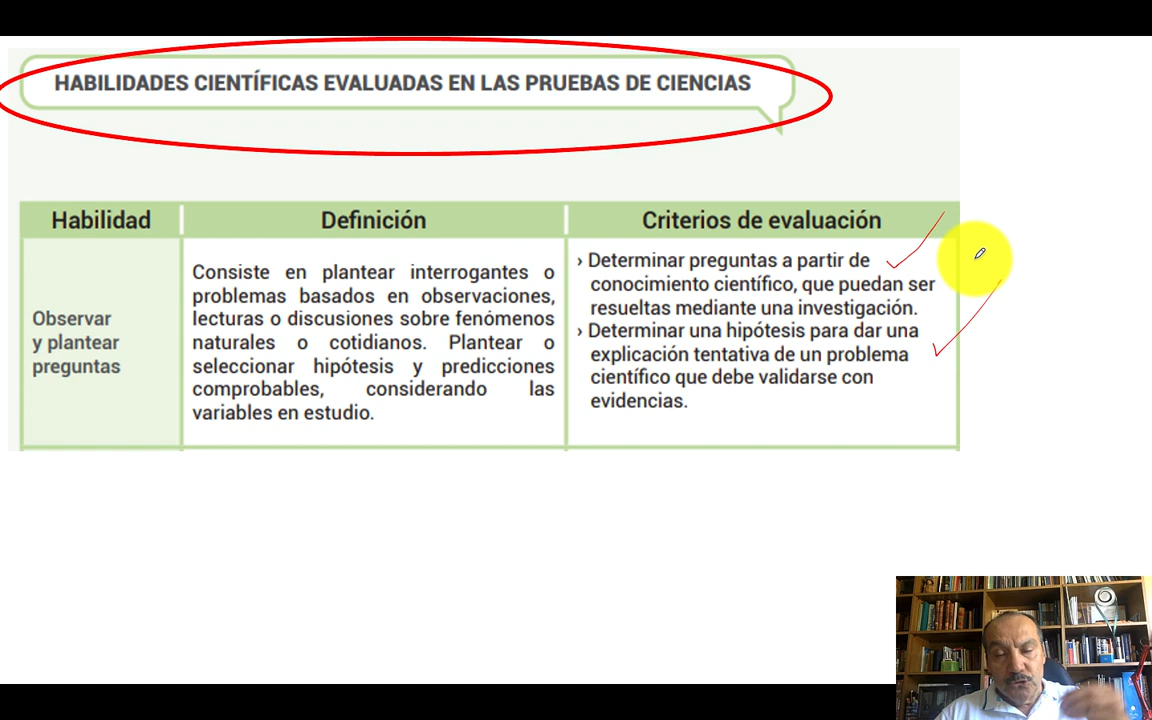 HABILIDADES CIENTÍFICAS EVALUADAS EN LAS PRUEBAS DE CIENCIAS
Habilidad
Definición
Criterios de evaluación
Observar
y plantear
preguntas
Consiste en plantear interrogantes o
problemas basados en observaciones,
lecturas o discusiones sobre fenómenos
naturales o cotidianos. Plantear o
seleccionar hipótesis y predicciones
comprobables, considerando las
variables en estudio.
› Determinar preguntas a partir de
conocimiento científico, que puedan ser
resueltas mediante una investigación.
› Determinar una hipótesis para dar una
explicación tentativa de un problema
científico que debe validarse con
evidencias.